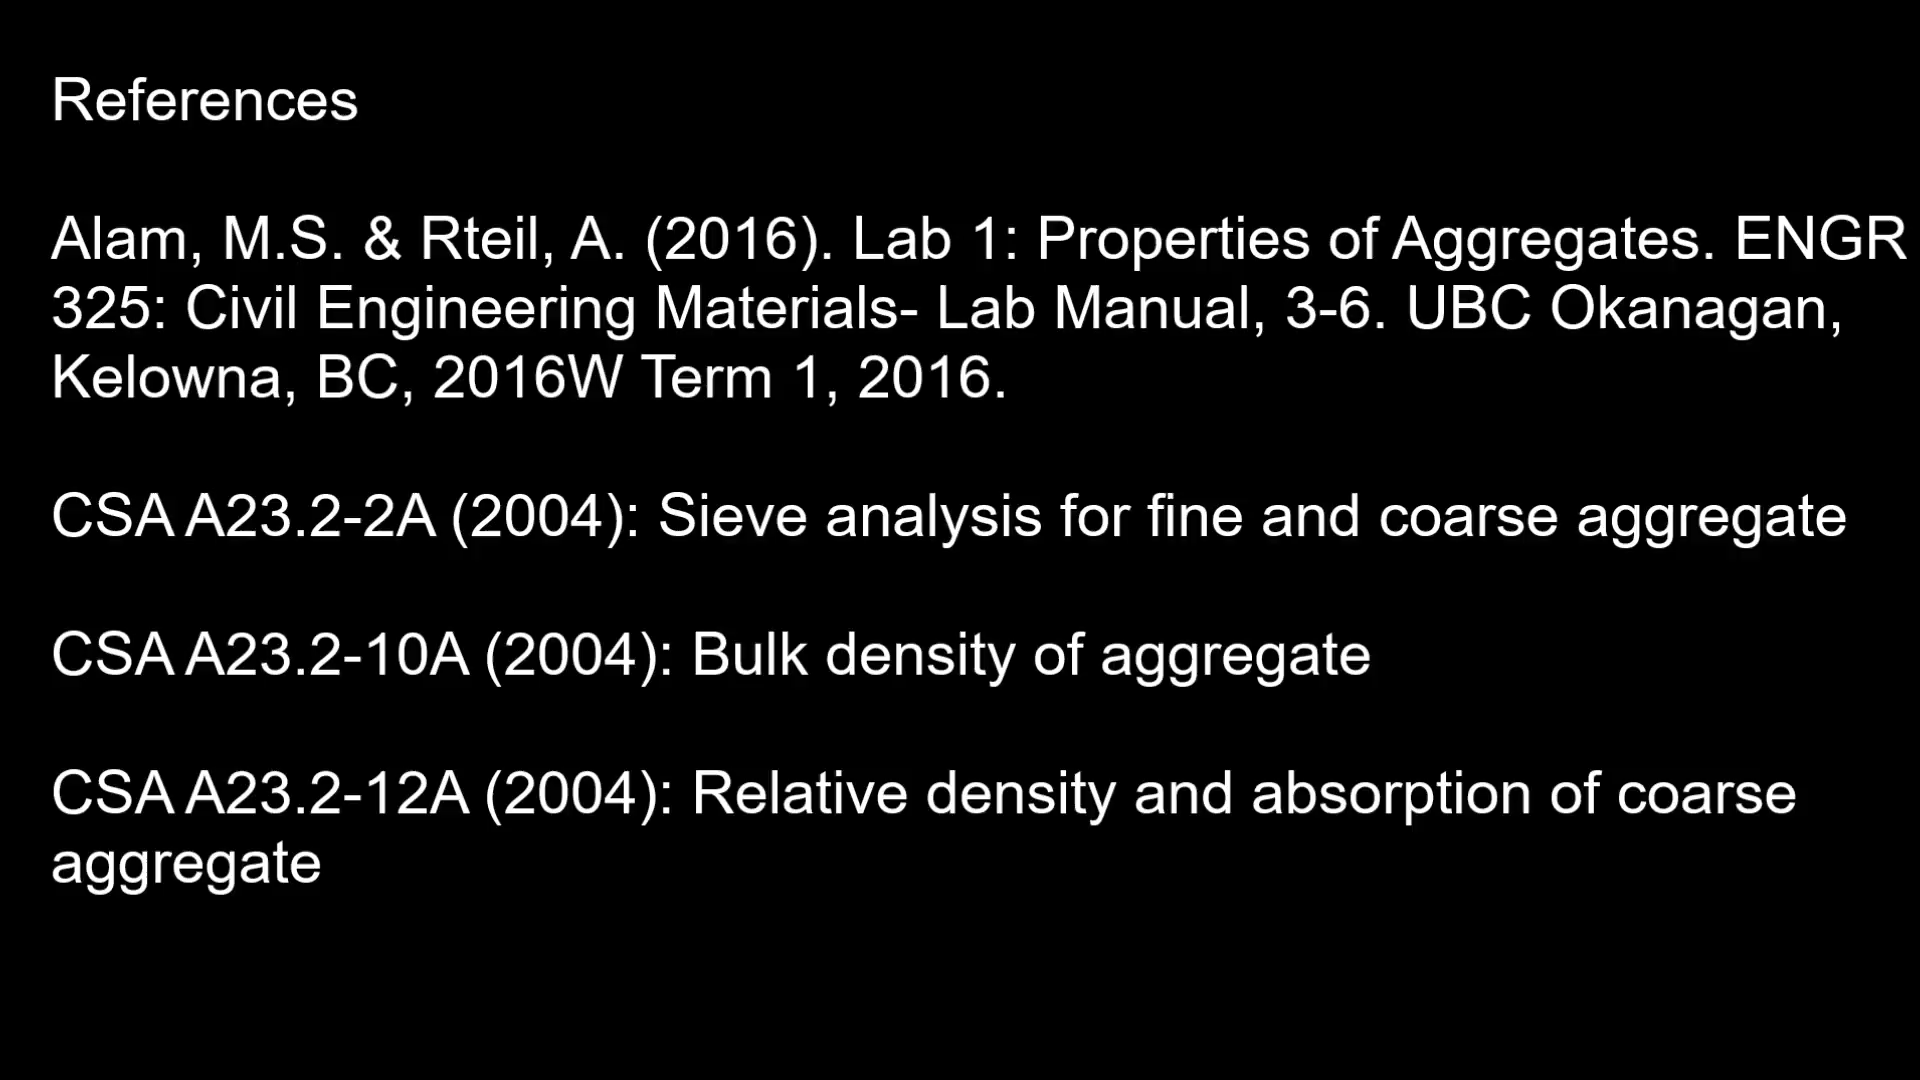 References
Alam, M.S. & Rteil, A. (2016). Lab 1: Properties of Aggregates. ENGR
325: Civil Engineering Materials- Lab Manual, 3-6. UBC Okanagan,
Kelowna, BC, 2016W Term 1, 2016.
CSA A23.2-2A (2004): Sieve analysis for fine and coarse aggregate
CSA A23.2-10A (2004): Bulk density of aggregate
CSA A23.2-12A (2004): Relative density and absorption of coarse
aggregate